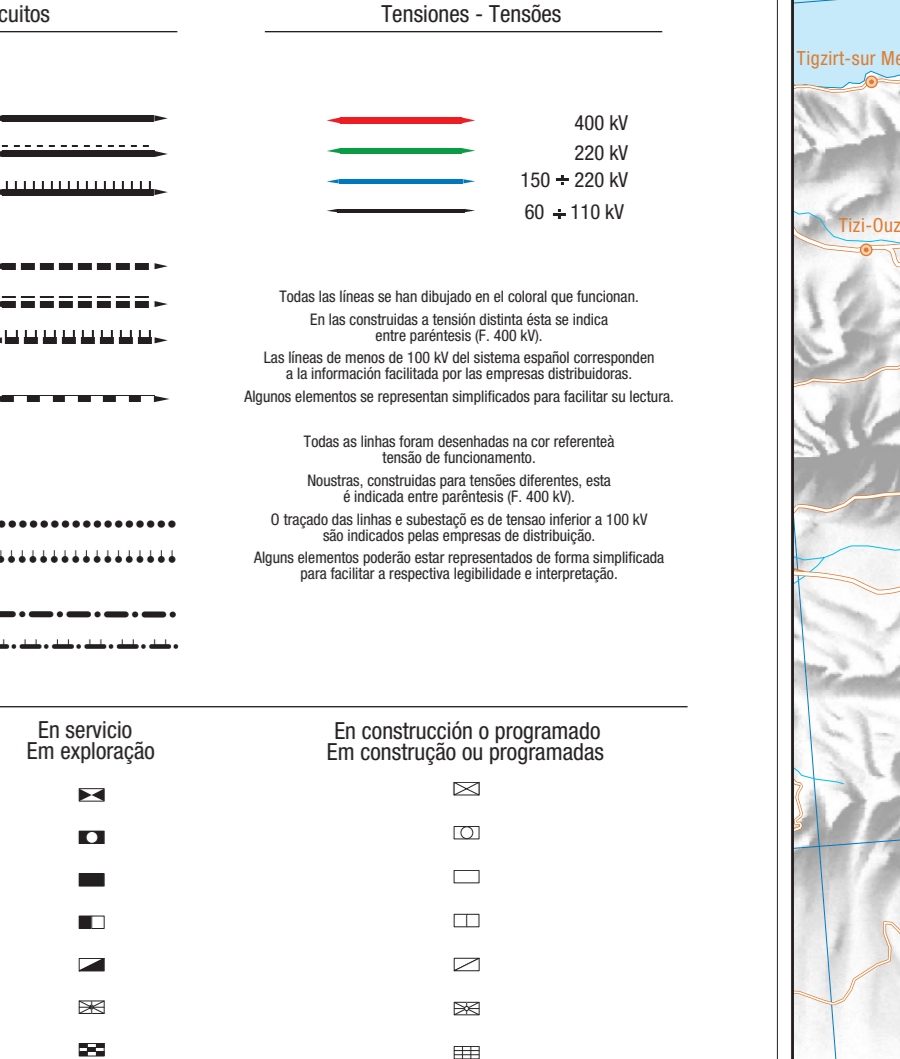 cuitos
Tensiones - Tensões
400 kV
220 kV
150 ÷ 220 kV
60 ÷ 110 kV
Todas las líneas se han dibujado en el coloral que funcionan.
En las construidas a tensión distinta ésta se indica
entre paréntesis (F. 400 kV).
Las líneas de menos de 100 kV del sistema español corresponden
a la información facilitada por las empresas distribuidoras.
Algunos elementos se representan simplificados para facilitar su lectura.
Todas as linhas foram desenhadas na cor referenteà
tensão de funcionamento.
Noustras, construidas para tensões diferentes, esta
é indicada entre parêntesis (F. 400 kV).
O traçado das linhas e subestaçõ es de tensao inferior a 100 kV
são indicados pelas empresas de distribuição.
Alguns elementos poderão estar representados de forma simplificada
para facilitar a respectiva legibilidade e interpretação.
En servicio
Em exploração
En construcción o programado
Em construção ou programadas
Tigzirt-sur Me
Tizi-Ouz